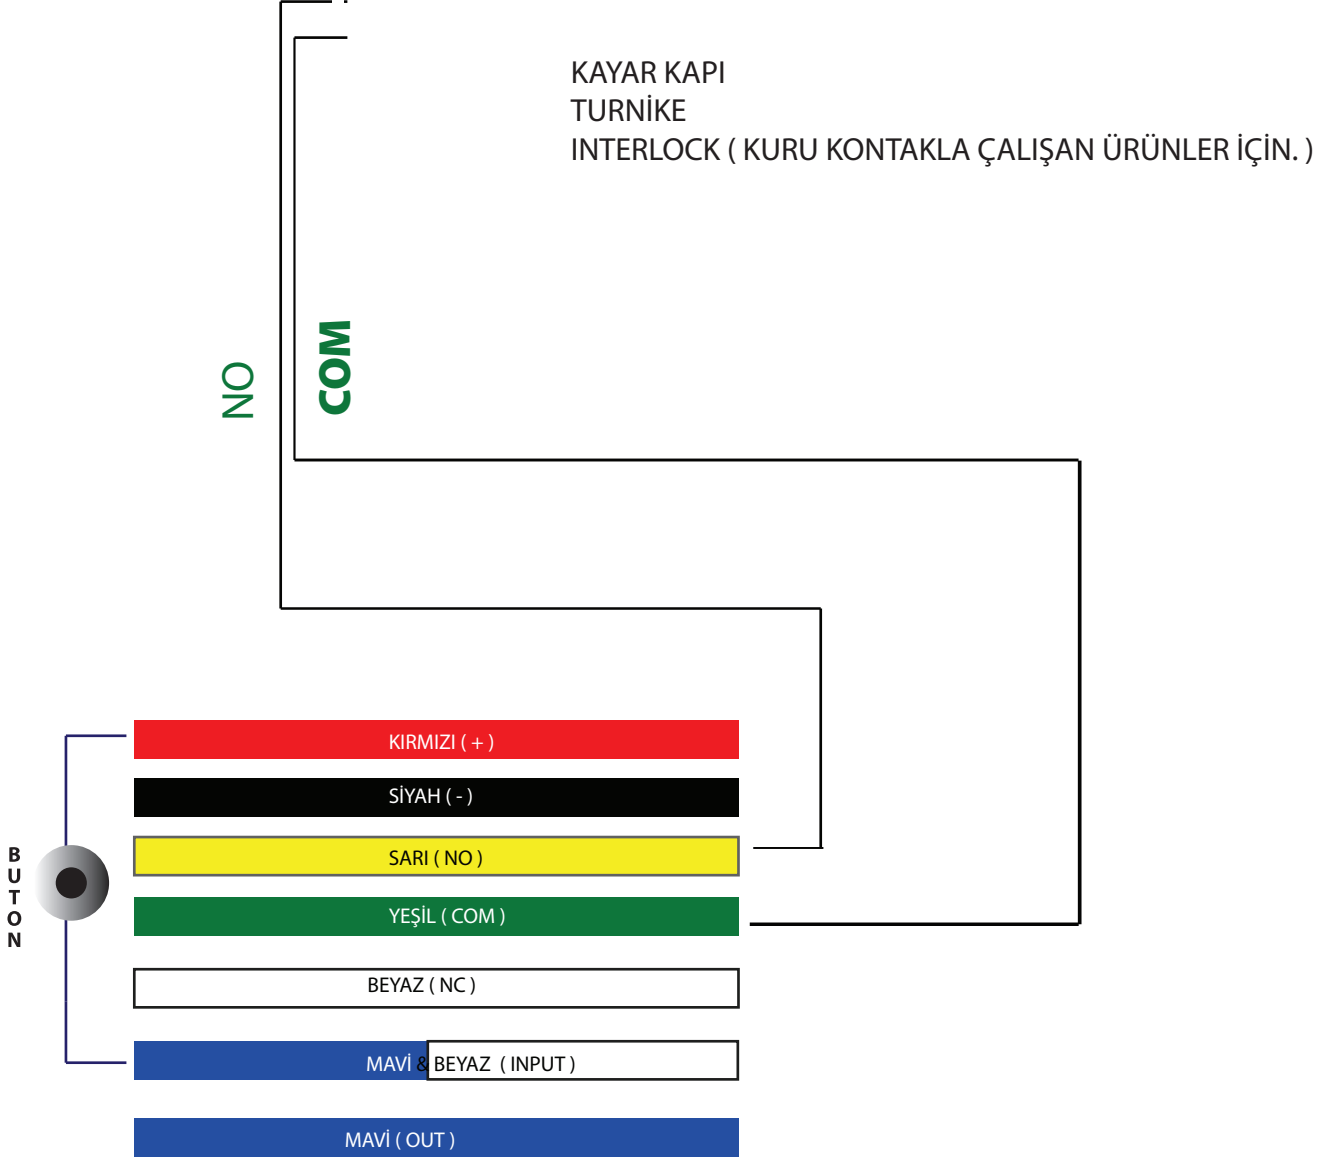 KAYAR KAPI
TURNİKE
INTERLOCK ( KURU KONTAKLA ÇALIŞAN ÜRÜNLER İÇİN. )
NO
COM
KIRMIZI ( + )
SİYAH ( - )
SARI ( NO )
YEŞİL ( COM )
BEYAZ ( NC )
MAVİ & BEYAZ ( INPUT )
MAVİ ( OUT )
BUTON